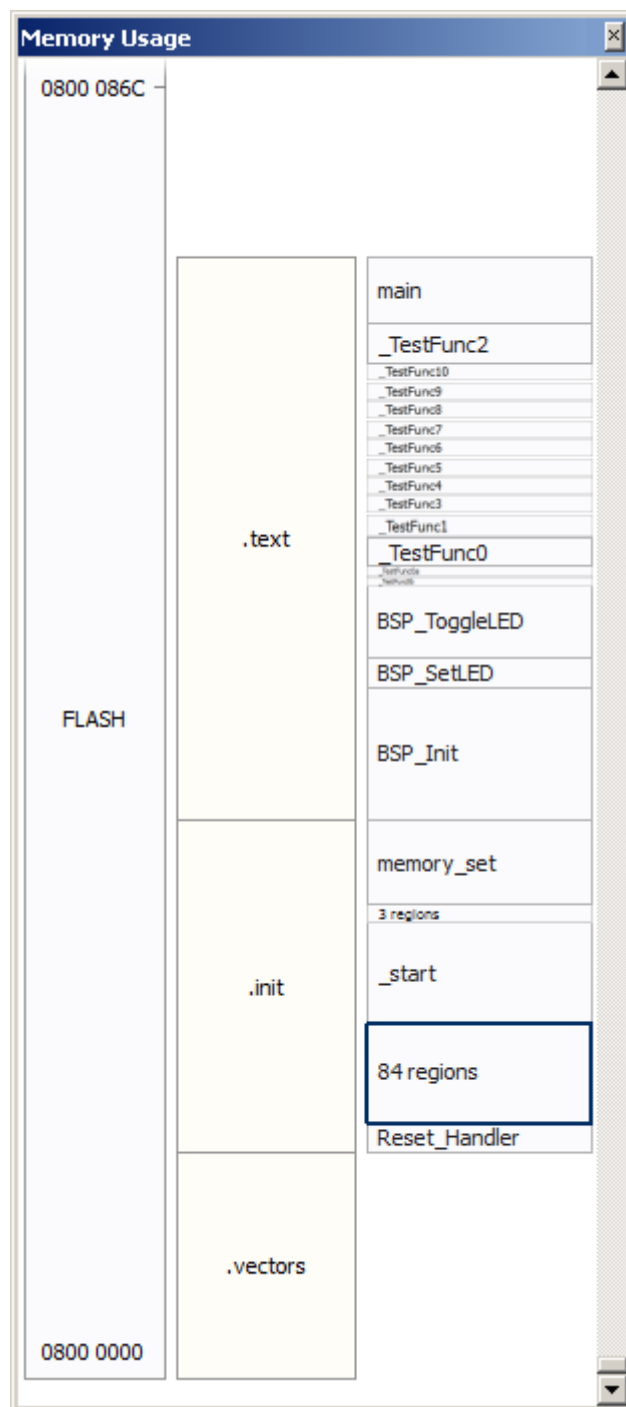 Memory Usage
0800 086C
main
_TestFunc2
_TestFunc10
_TestFunc9
_TestFunc8
_TestFunc7
_TestFunc6
_TestFunc5
_TestFunc4
_TestFunc3
_TestFunc1
.text
_TestFunc0
BSP_ToggleLED
BSP_SetLED
FLASH
BSP_Init
memory_set
3 regions
_start
.init
84 regions
Reset_Handler
.vectors
0800 0000